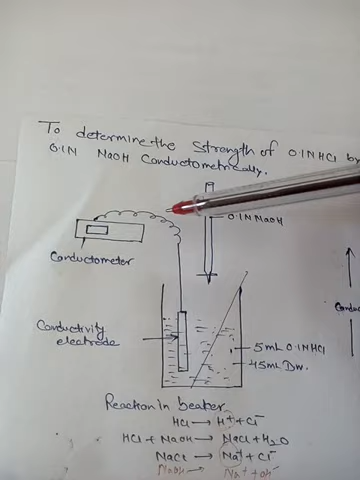 To determine the Strength of 0.1N HCl by
0.1N NaOH Conductometrically.
0.1N NaOH
Conductometer
Conductivity
electrode
5mL 0.1N HCl
45mL Dw.
Reaction in beaker
HCl → H⁺ + Cl⁻
HCl + NaOH → NaCl + H₂O
NaCl → Na⁺ + Cl⁻
NaOH → Na⁺ + OH⁻